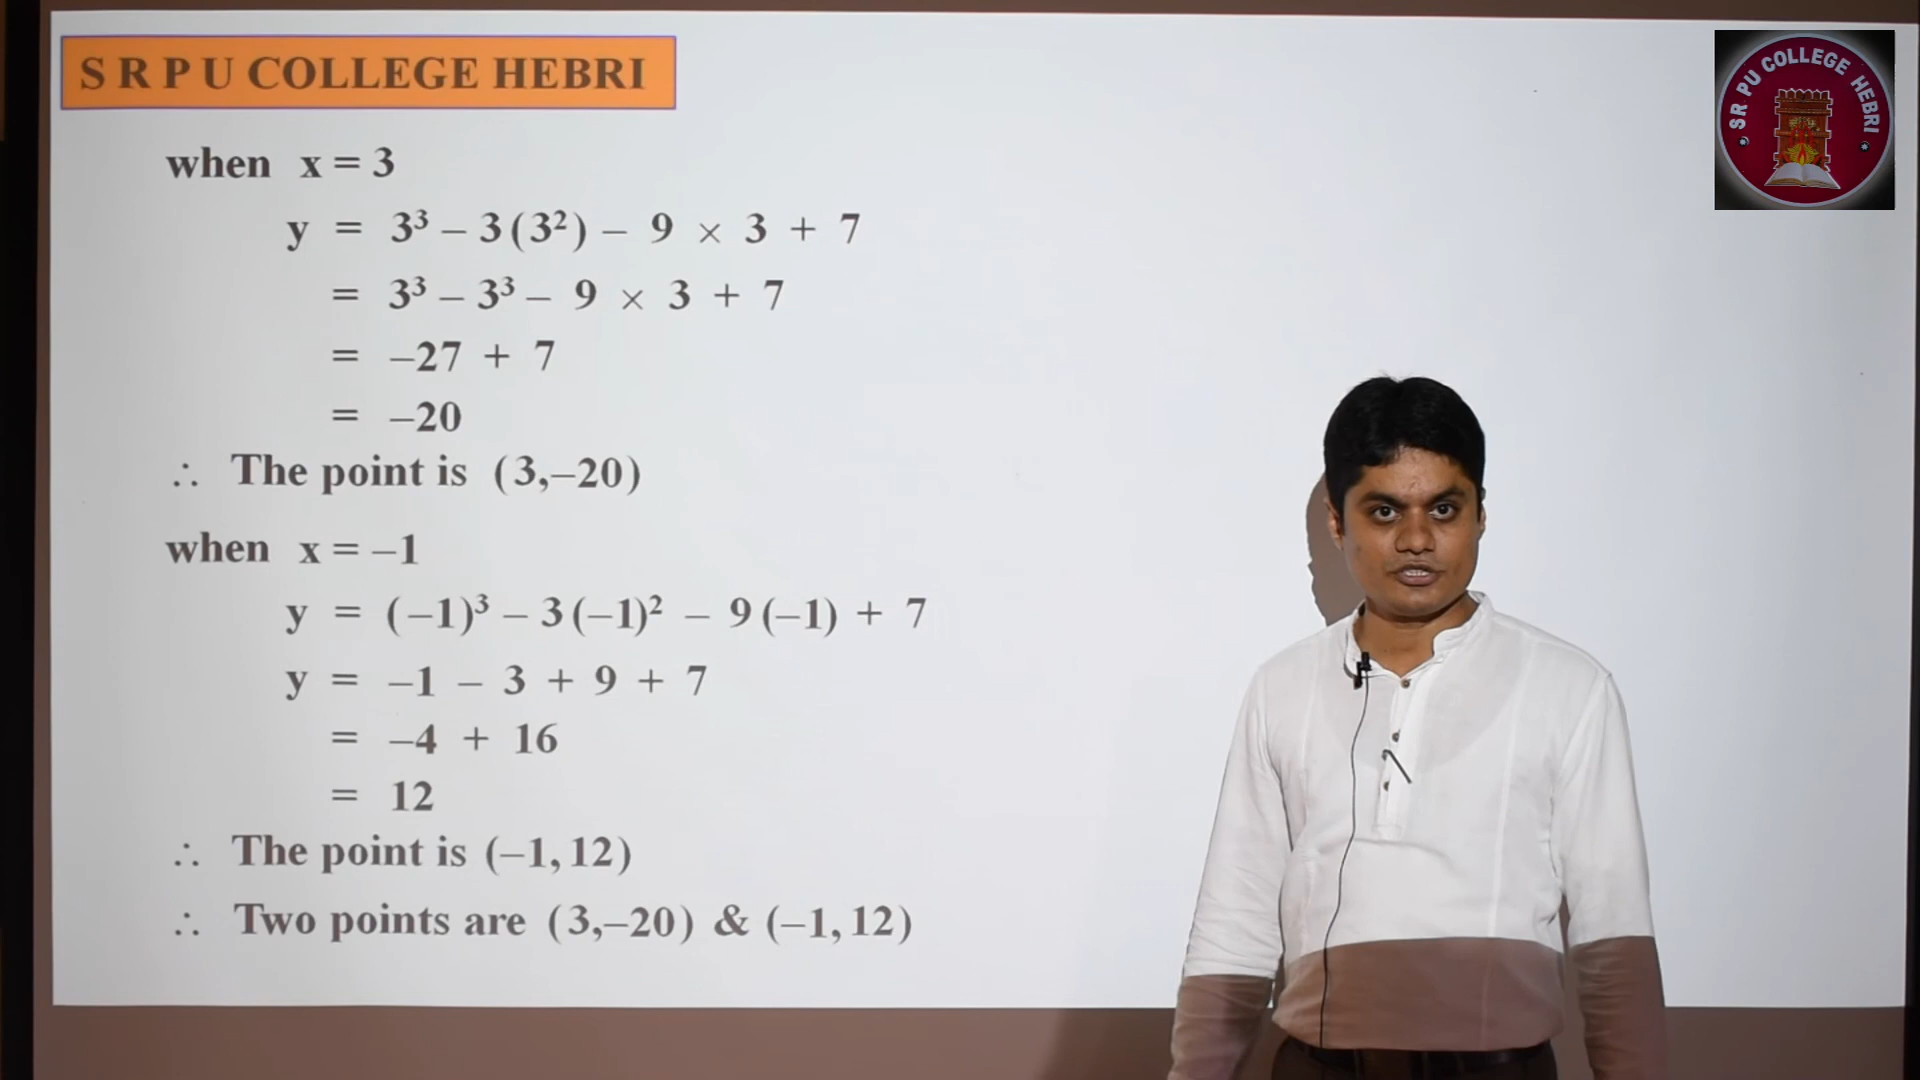 S R P U COLLEGE HEBRI
SR PU COLLEGE HEBRI
when x = 3
y = 3³ – 3(3²) – 9 × 3 + 7
= 3³ – 3³ – 9 × 3 + 7
= –27 + 7
= –20
∴ The point is (3,–20)
when x = –1
y = (–1)³ – 3(–1)² – 9(–1) + 7
y = –1 – 3 + 9 + 7
= –4 + 16
= 12
∴ The point is (–1, 12)
∴ Two points are (3,–20) & (–1, 12)